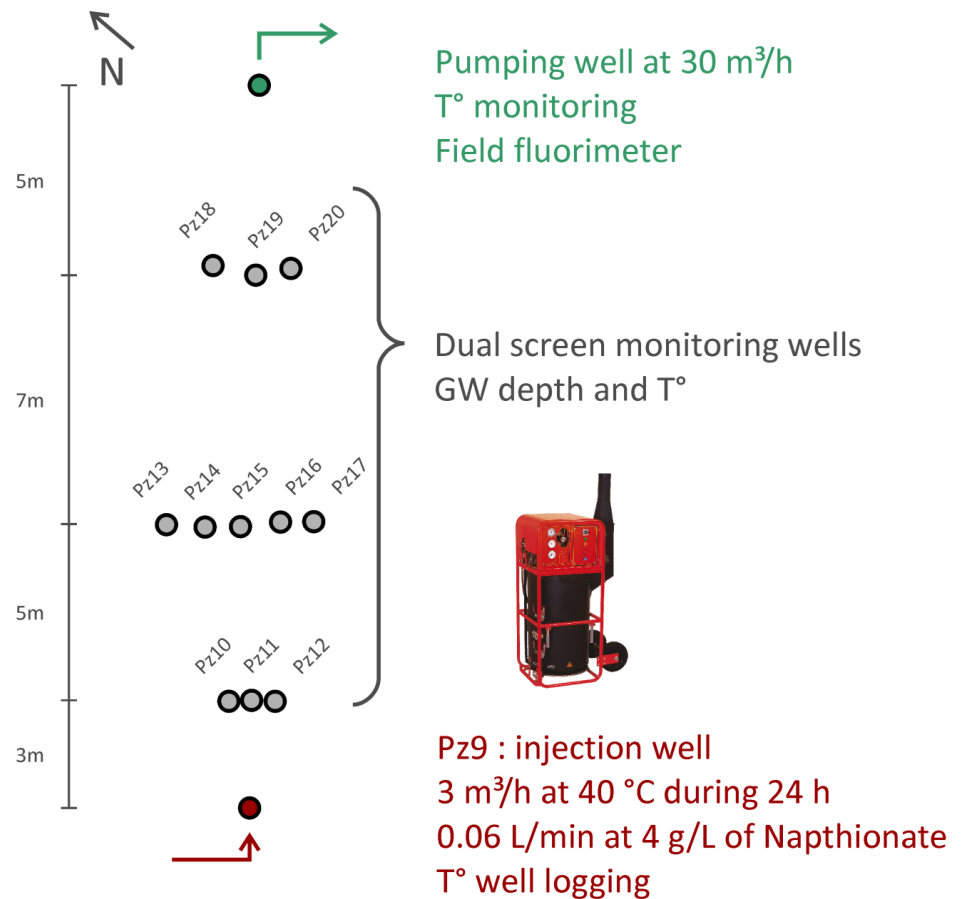 N
Pumping well at 30 m³/h
T° monitoring
Field fluorimeter
5m
Pz18
Pz19
Pz20
Dual screen monitoring wells
GW depth and T°
7m
Pz13
Pz14
Pz15
Pz16
Pz17
5m
Pz10
Pz11
Pz12
3m
Pz9 : injection well
3 m³/h at 40 °C during 24 h
0.06 L/min at 4 g/L of Napthionate
T° well logging